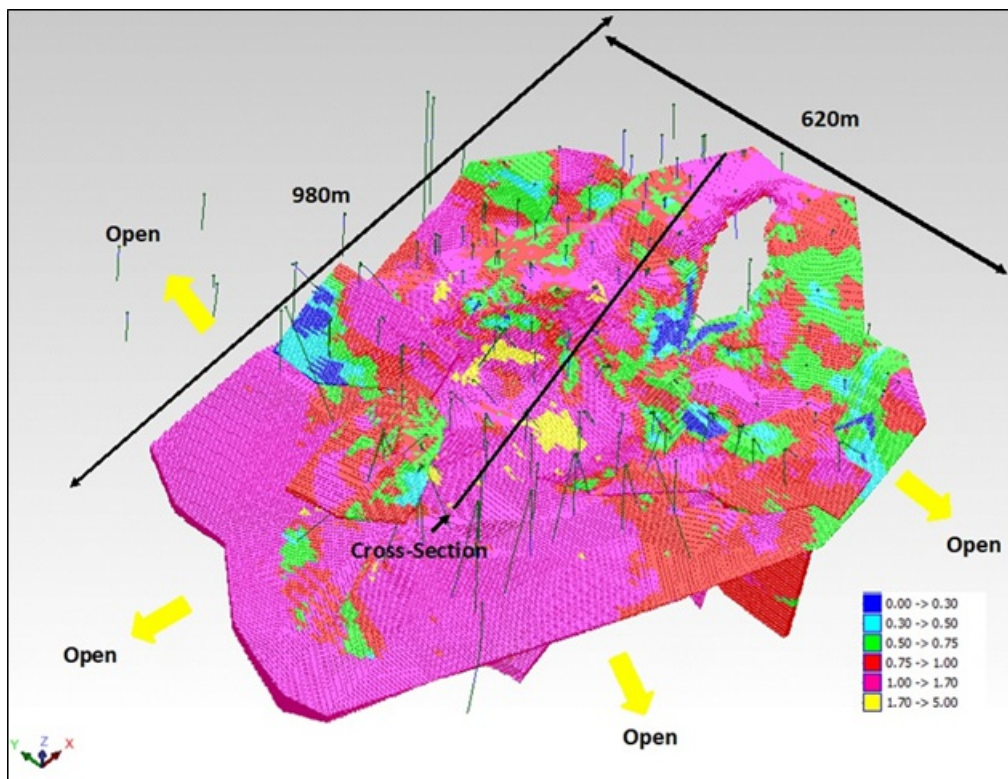 620m
980m
Open
Cross-Section
Open
Open
Open
0.00 -> 0.30
0.30 -> 0.50
0.50 -> 0.75
0.75 -> 1.00
1.00 -> 1.70
1.70 -> 5.00
Y Z X